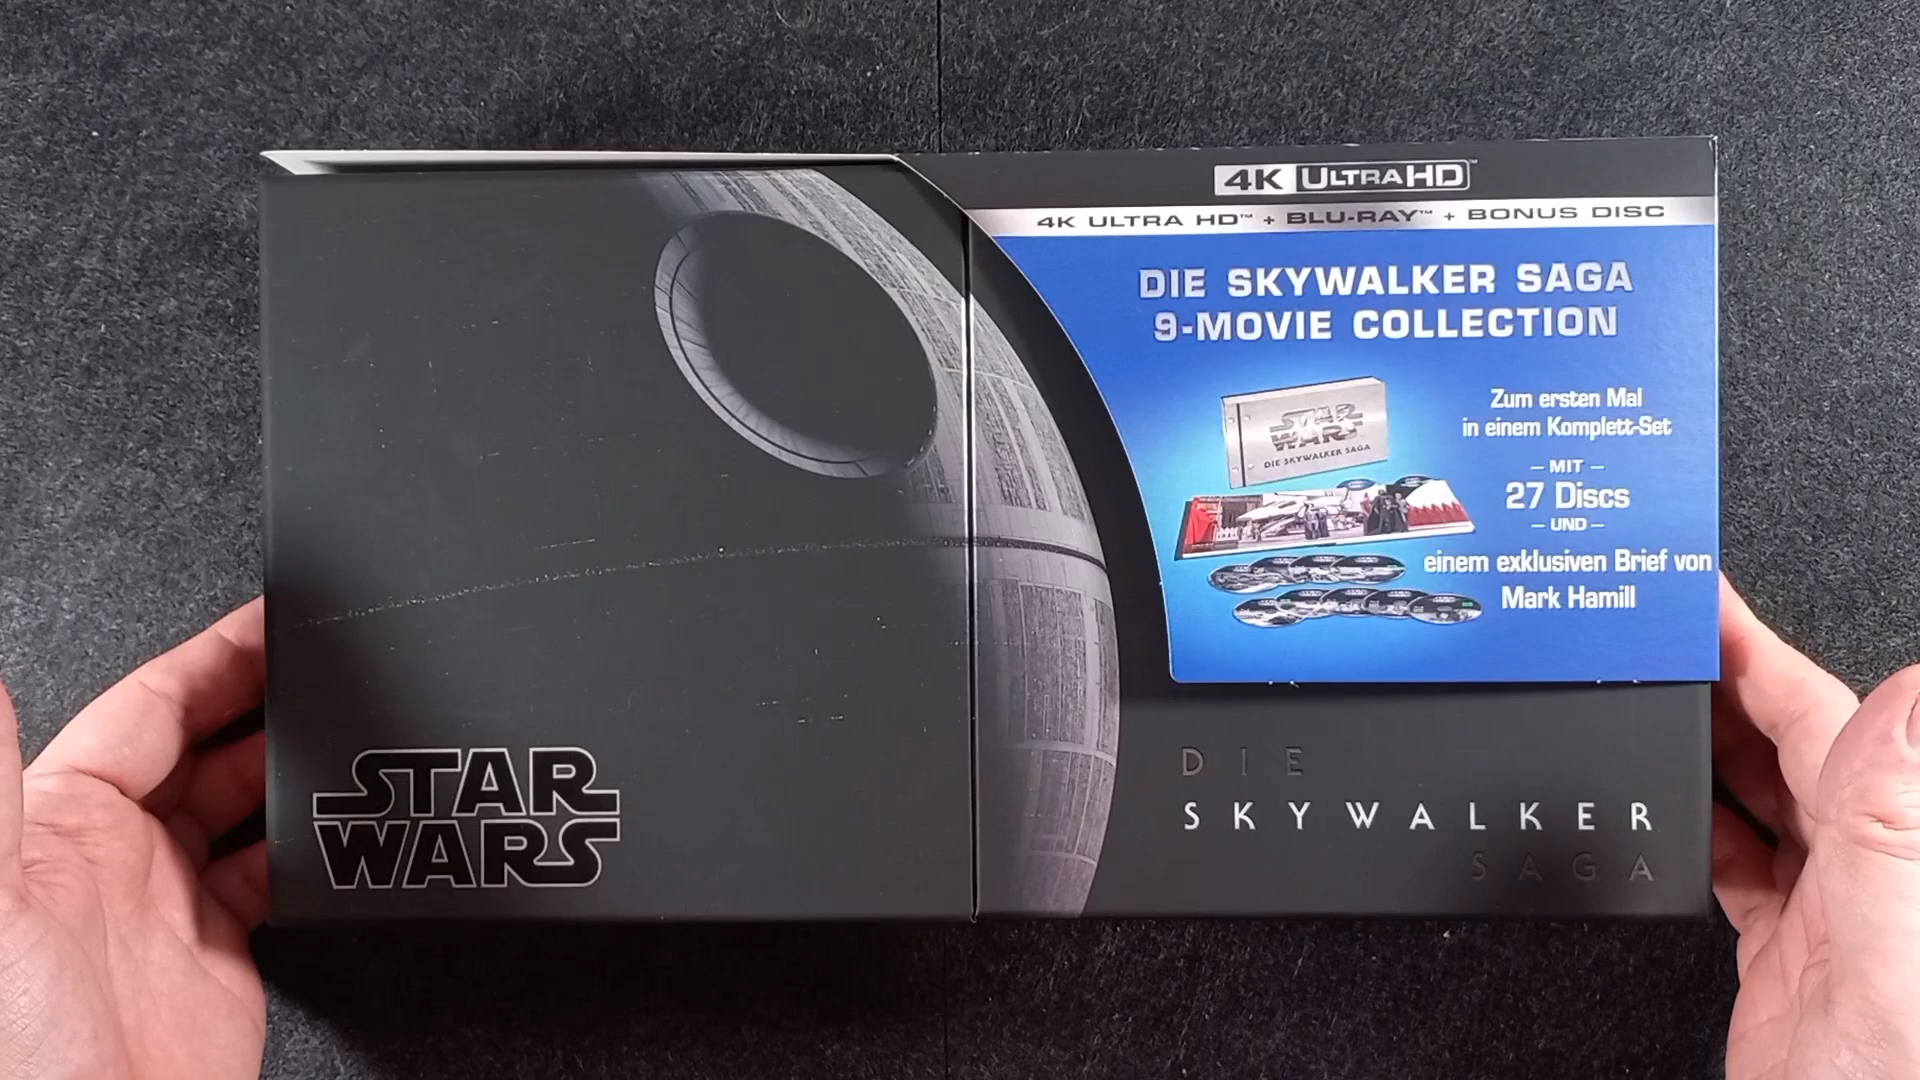 4K ULTRA HD™
4K ULTRA HD™ + BLU-RAY™ + BONUS DISC
DIE SKYWALKER SAGA
9-MOVIE COLLECTION
STAR
WARS
DIE SKYWALKER SAGA
Zum ersten Mal
in einem Komplett-Set
– MIT –
27 Discs
– UND –
einem exklusiven Brief von
Mark Hamill
STAR
WARS
DIE
SKYWALKER
SAGA